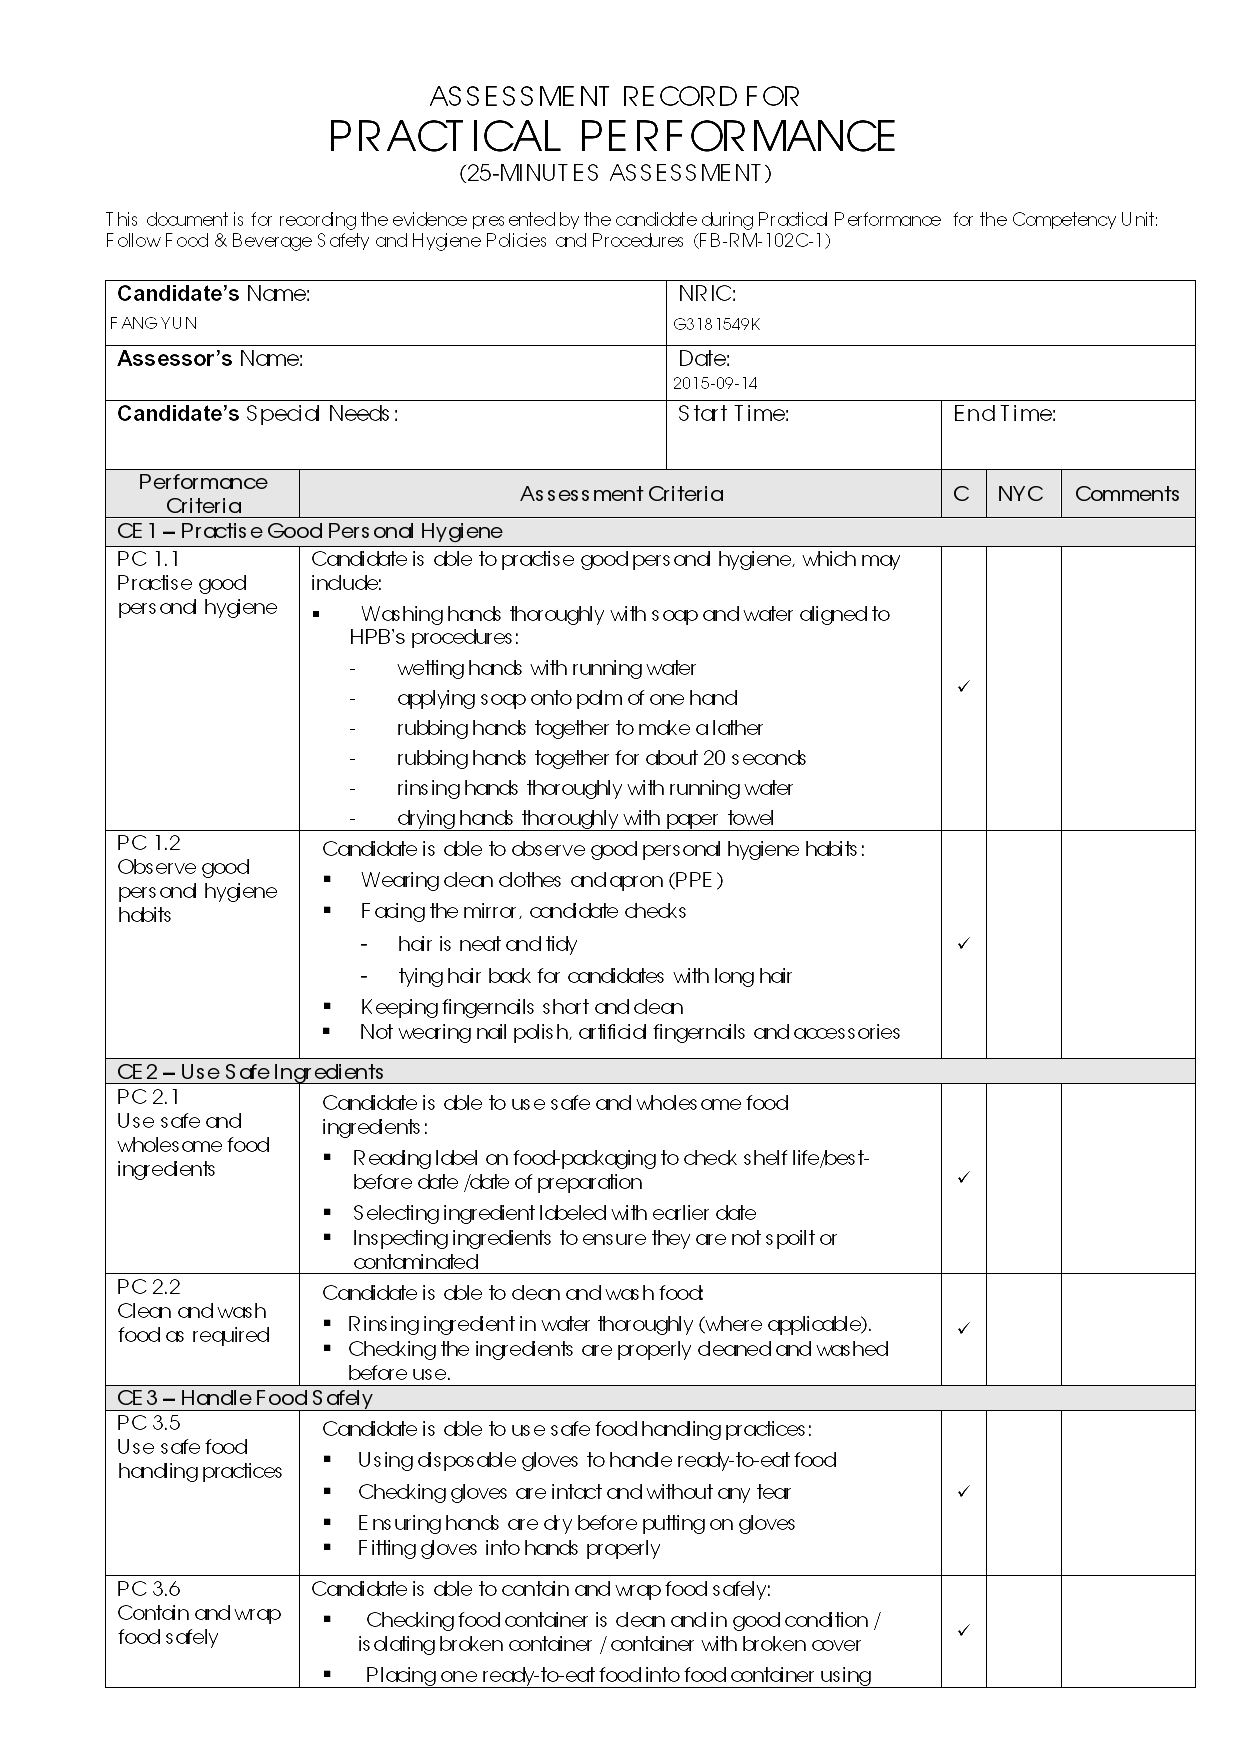 ASSESSMENT RECORD FOR
PRACTICAL PERFORMANCE
(25-MINUTES ASSESSMENT)
This document is for recording the evidence presented by the candidate during Practical Performance for the Competency Unit:
Follow Food & Beverage Safety and Hygiene Policies and Procedures (FB-RM-102C-1)
Candidate's Name:
FANG YUN
NRIC:
G3181549K
Assessor's Name:
Date:
2015-09-14
Candidate's Special Needs:
Start Time:
End Time:
Performance
Criteria
Assessment Criteria
C
NYC
Comments
CE1 – Practise Good Personal Hygiene
PC 1.1
Practise good
personal hygiene
Candidate is able to practise good personal hygiene, which may
include:
▪ Washing hands thoroughly with soap and water aligned to
HPB's procedures:
- wetting hands with running water
- applying soap onto palm of one hand
- rubbing hands together to make a lather
- rubbing hands together for about 20 seconds
- rinsing hands thoroughly with running water
- drying hands thoroughly with paper towel
✓
PC 1.2
Observe good
personal hygiene
habits
Candidate is able to observe good personal hygiene habits:
▪ Wearing clean clothes and apron (PPE)
▪ Facing the mirror, candidate checks
- hair is neat and tidy
- tying hair back for candidates with long hair
▪ Keeping fingernails short and clean
▪ Not wearing nail polish, artificial fingernails and accessories
✓
CE2 – Use Safe Ingredients
PC 2.1
Use safe and
wholesome food
ingredients
Candidate is able to use safe and wholesome food
ingredients:
▪ Reading label on food-packaging to check shelf life/best-
before date /date of preparation
▪ Selecting ingredient labeled with earlier date
▪ Inspecting ingredients to ensure they are not spoilt or
contaminated
✓
PC 2.2
Clean and wash
food as required
Candidate is able to clean and wash food:
▪ Rinsing ingredient in water thoroughly (where applicable).
▪ Checking the ingredients are properly cleaned and washed
before use.
✓
CE3 – Handle Food Safely
PC 3.5
Use safe food
handling practices
Candidate is able to use safe food handling practices:
▪ Using disposable gloves to handle ready-to-eat food
▪ Checking gloves are intact and without any tear
▪ Ensuring hands are dry before putting on gloves
▪ Fitting gloves into hands properly
✓
PC 3.6
Contain and wrap
food safely
Candidate is able to contain and wrap food safely:
▪ Checking food container is clean and in good condition /
isolating broken container / container with broken cover
▪ Placing one ready-to-eat food into food container using
✓